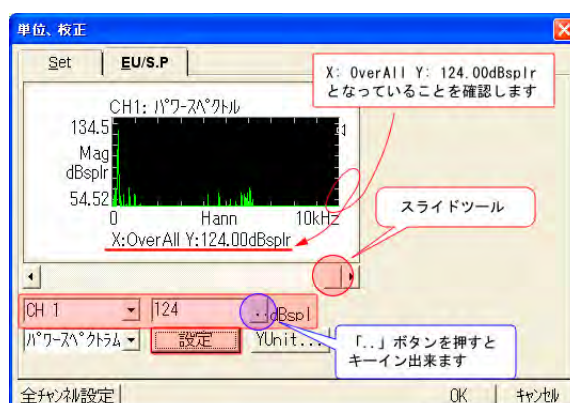 単位、校正
Set
EU/S.P
X: OverAll Y: 124.00dBsplr
となっていることを確認します
CH1: ﾊﾟﾜｰ-ｽﾍﾟｸﾄﾙ
134.5
Mag
dBsplr
54.52
0
Hann
10kHz
X:OverAll Y:124.00dBsplr
スライドツール
CH 1
124
..
dBspl
ﾊﾟﾜｰ-ｽﾍﾟｸﾄﾗﾑ
設定
YUnit...
「..」ボタンを押すと
キーイン出来ます
全ﾁｬﾝﾈﾙ設定
OK
ｷｬﾝｾﾙ